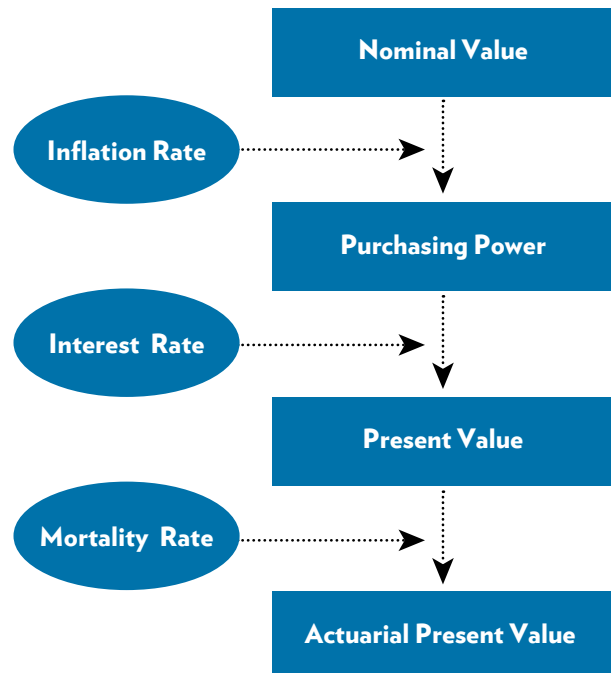 Nominal Value
Inflation Rate
Purchasing Power
Interest Rate
Present Value
Mortality Rate
Actuarial Present Value